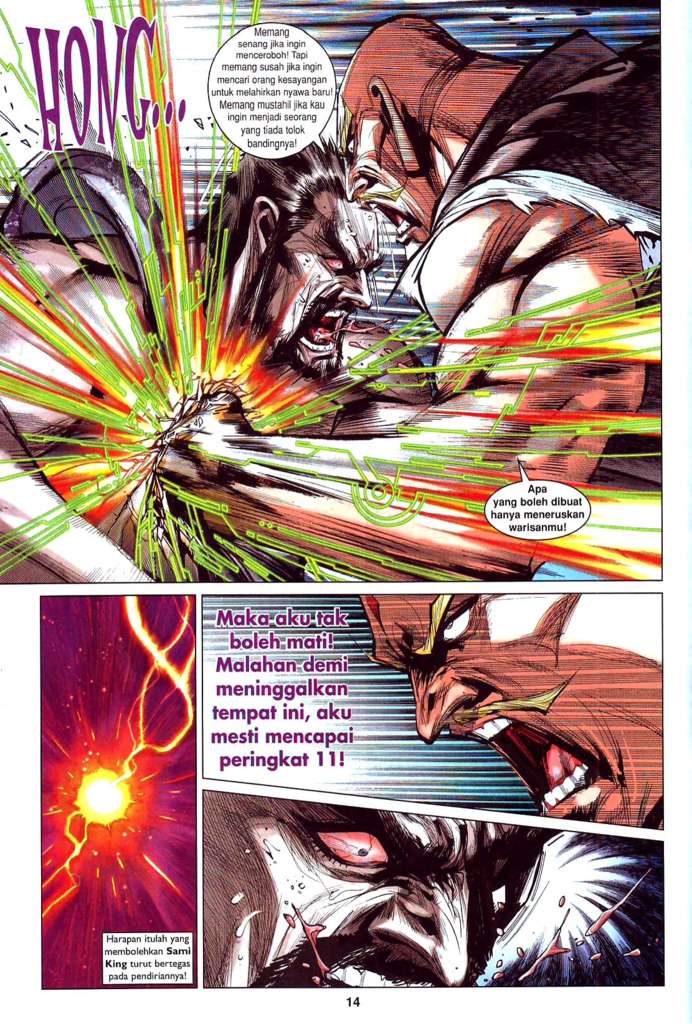 HONG...
Memang
senang jika ingin
menceroboh! Tapi
memang susah jika ingin
mencari orang kesayangan
untuk melahirkan nyawa baru!
Memang mustahil jika kau
ingin menjadi seorang
yang tiada tolok
bandingnya!
Apa
yang boleh dibuat
hanya meneruskan
warisanmu!
Maka aku tak
boleh mati!
Malahan demi
meninggalkan
tempat ini, aku
mesti mencapai
peringkat 11!
Harapan itulah yang
membolehkan Sami
King turut bertegas
pada pendiriannya!
14